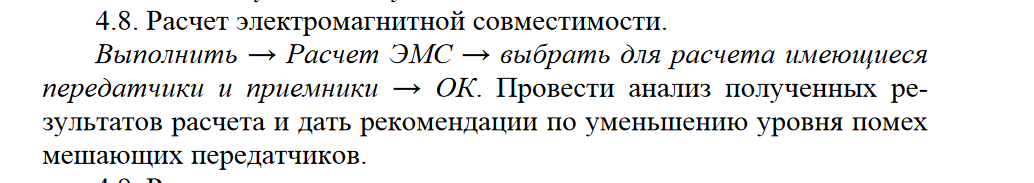 4.8. Расчет электромагнитной совместимости.
Выполнить → Расчет ЭМС → выбрать для расчета имеющиеся
передатчики и приемники → ОК. Провести анализ полученных ре-
зультатов расчета и дать рекомендации по уменьшению уровня помех
мешающих передатчиков.